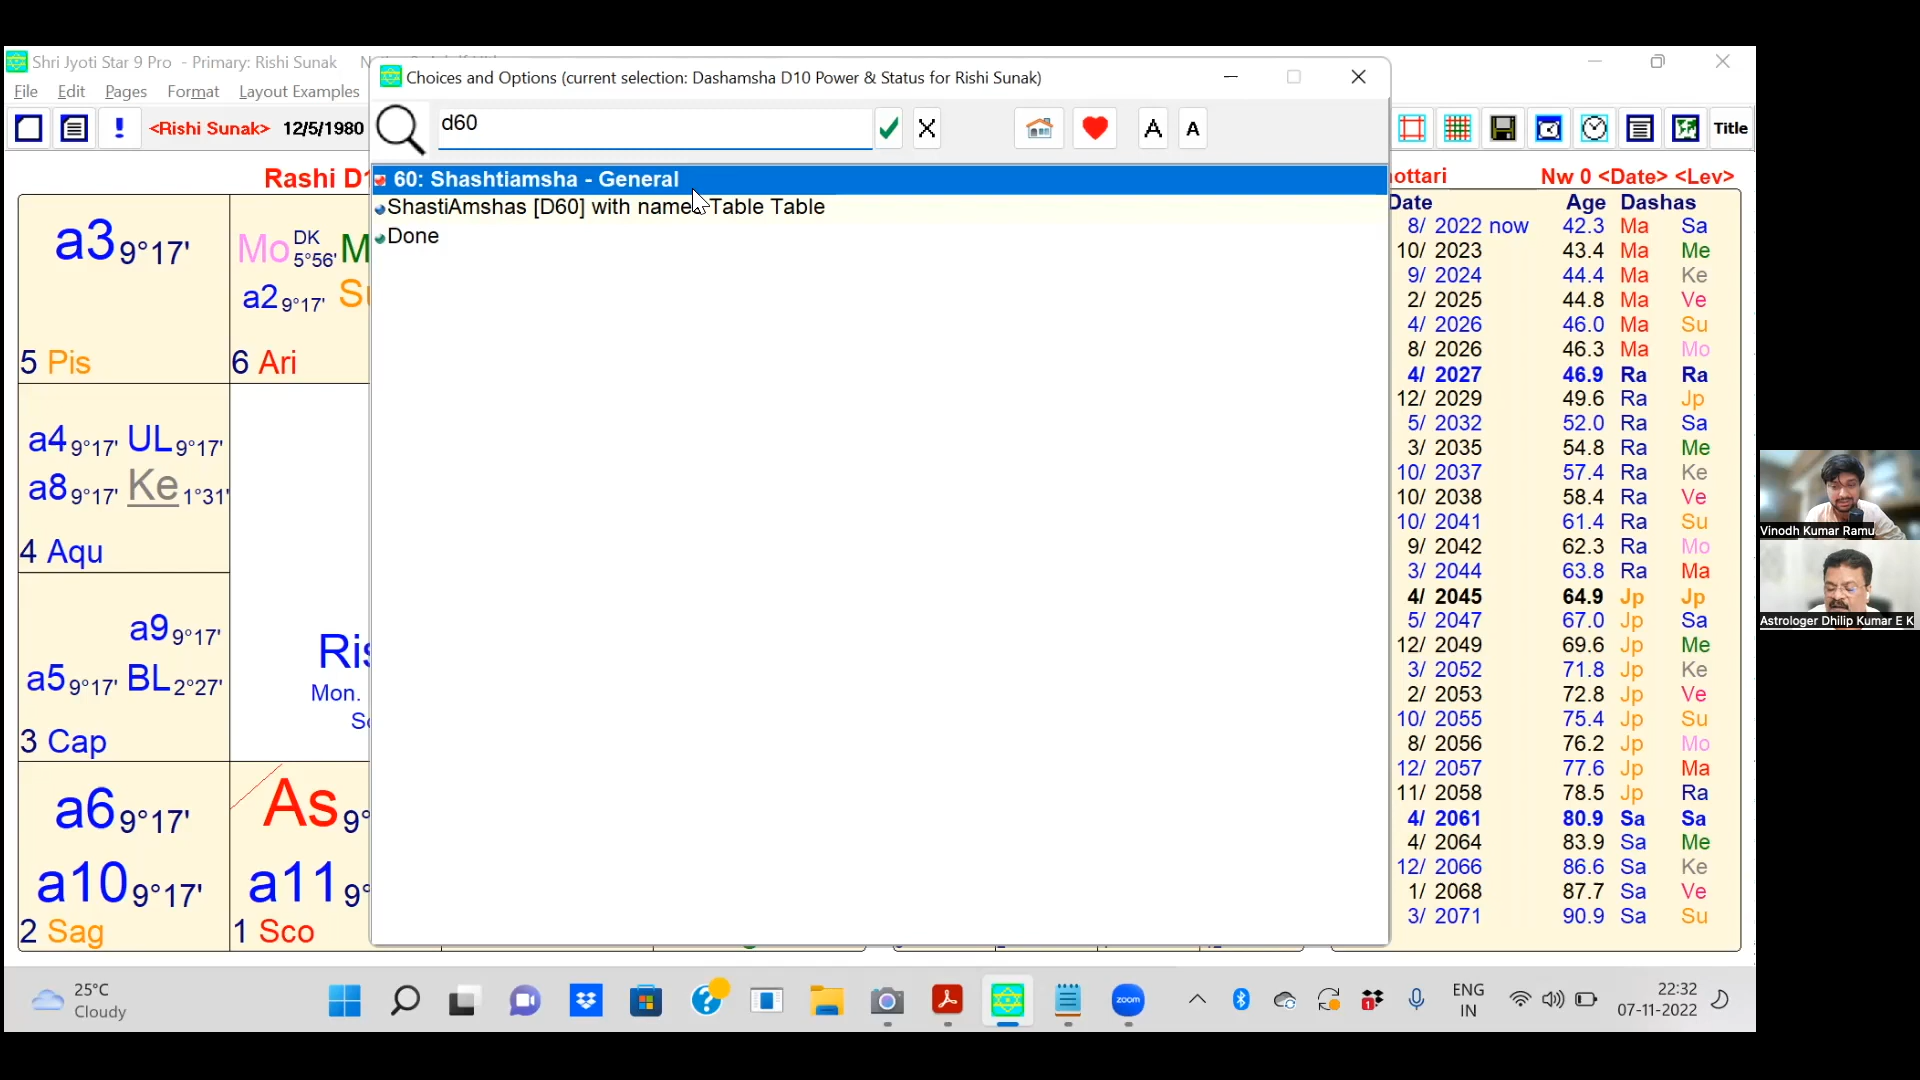 Shri Jyoti Star 9 Pro - Primary: Rishi Sunak
File Edit Pages Format Layout Examples
<Rishi Sunak> 12/5/1980
Title
Choices and Options (current selection: Dashamsha D10 Power & Status for Rishi Sunak)
d60
A A
60: Shashtiamsha - General
ShastiAmshas [D60] with names Table Table
Done
Rashi D1
a3 9°17'
5 Pis
Mo DK 5°56' M
a2 9°17' Su
6 Ari
a4 9°17' UL 9°17'
a8 9°17' Ke 1°31'
4 Aqu
a9 9°17'
a5 9°17' BL 2°27'
3 Cap
Ris
Mon.
a6 9°17'
a10 9°17'
2 Sag
As 9°
a11 9°
1 Sco
ottari Nw 0 <Date> <Lev>
Date Age Dashas
8/ 2022 now 42.3 Ma Sa
10/ 2023 43.4 Ma Me
9/ 2024 44.4 Ma Ke
2/ 2025 44.8 Ma Ve
4/ 2026 46.0 Ma Su
8/ 2026 46.3 Ma Mo
4/ 2027 46.9 Ra Ra
12/ 2029 49.6 Ra Jp
5/ 2032 52.0 Ra Sa
3/ 2035 54.8 Ra Me
10/ 2037 57.4 Ra Ke
10/ 2038 58.4 Ra Ve
10/ 2041 61.4 Ra Su
9/ 2042 62.3 Ra Mo
3/ 2044 63.8 Ra Ma
4/ 2045 64.9 Jp Jp
5/ 2047 67.0 Jp Sa
12/ 2049 69.6 Jp Me
3/ 2052 71.8 Jp Ke
2/ 2053 72.8 Jp Ve
10/ 2055 75.4 Jp Su
8/ 2056 76.2 Jp Mo
12/ 2057 77.6 Jp Ma
11/ 2058 78.5 Jp Ra
4/ 2061 80.9 Sa Sa
4/ 2064 83.9 Sa Me
12/ 2066 86.6 Sa Ke
1/ 2068 87.7 Sa Ve
3/ 2071 90.9 Sa Su
Vinodh Kumar Ramu
Astrologer Dhilip Kumar E K
25°C
Cloudy
zoom
1
ENG
IN
22:32
07-11-2022